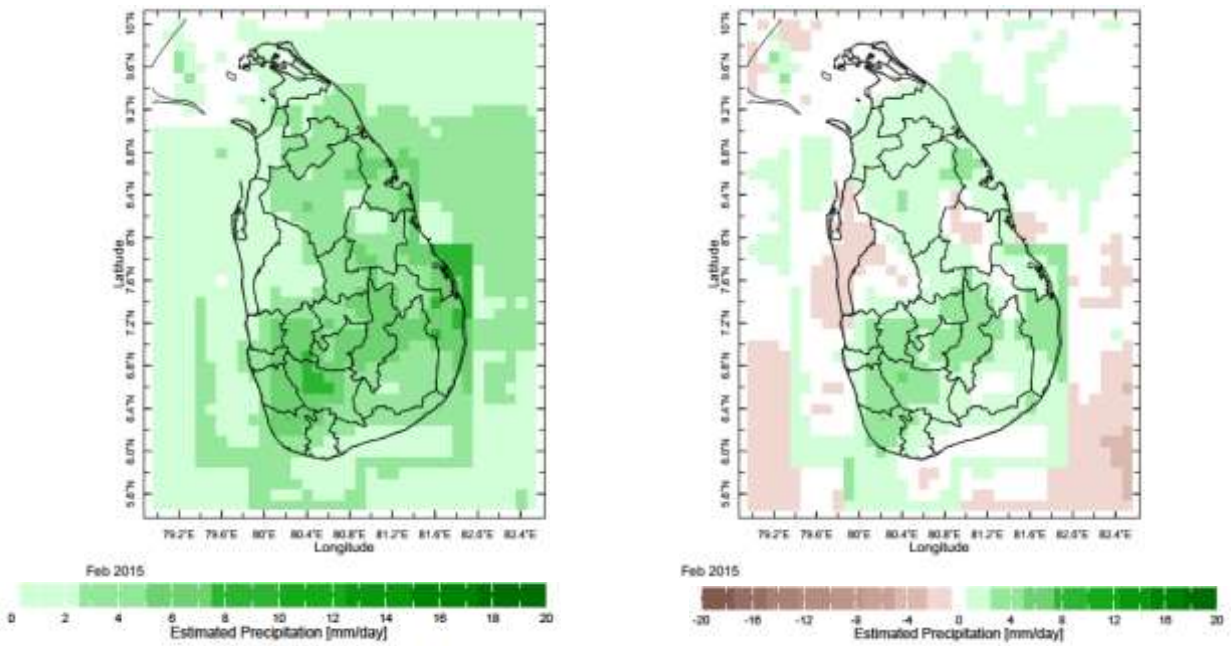 10°N
9.6°N
9.2°N
8.8°N
8.4°N
8°N
7.6°N
7.2°N
6.8°N
6.4°N
6.0°N
5.6°N
Latitude
79.2°E 79.6°E 80°E 80.4°E 80.8°E 81.2°E 81.6°E 82.0°E 82.4°E
Longitude
Feb 2015
0 2 4 6 8 10 12 14 16 18 20
Estimated Precipitation [mm/day]
10°N
9.6°N
9.2°N
8.8°N
8.4°N
8°N
7.6°N
7.2°N
6.8°N
6.4°N
6.0°N
5.6°N
Latitude
79.2°E 79.6°E 80°E 80.4°E 80.8°E 81.2°E 81.6°E 82.0°E 82.4°E
Longitude
Feb 2015
-20 -16 -12 -8 -4 0 4 8 12 16 20
Estimated Precipitation [mm/day]